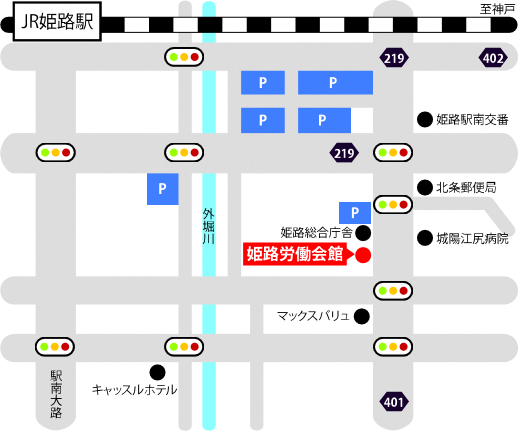 至神戸
JR姫路駅
219
402
P
P
P
P
姫路駅南交番
219
P
北条郵便局
P
外堀川
姫路総合庁舎
城陽江尻病院
姫路労働会館
マックスバリュ
駅南大路
キャッスルホテル
401